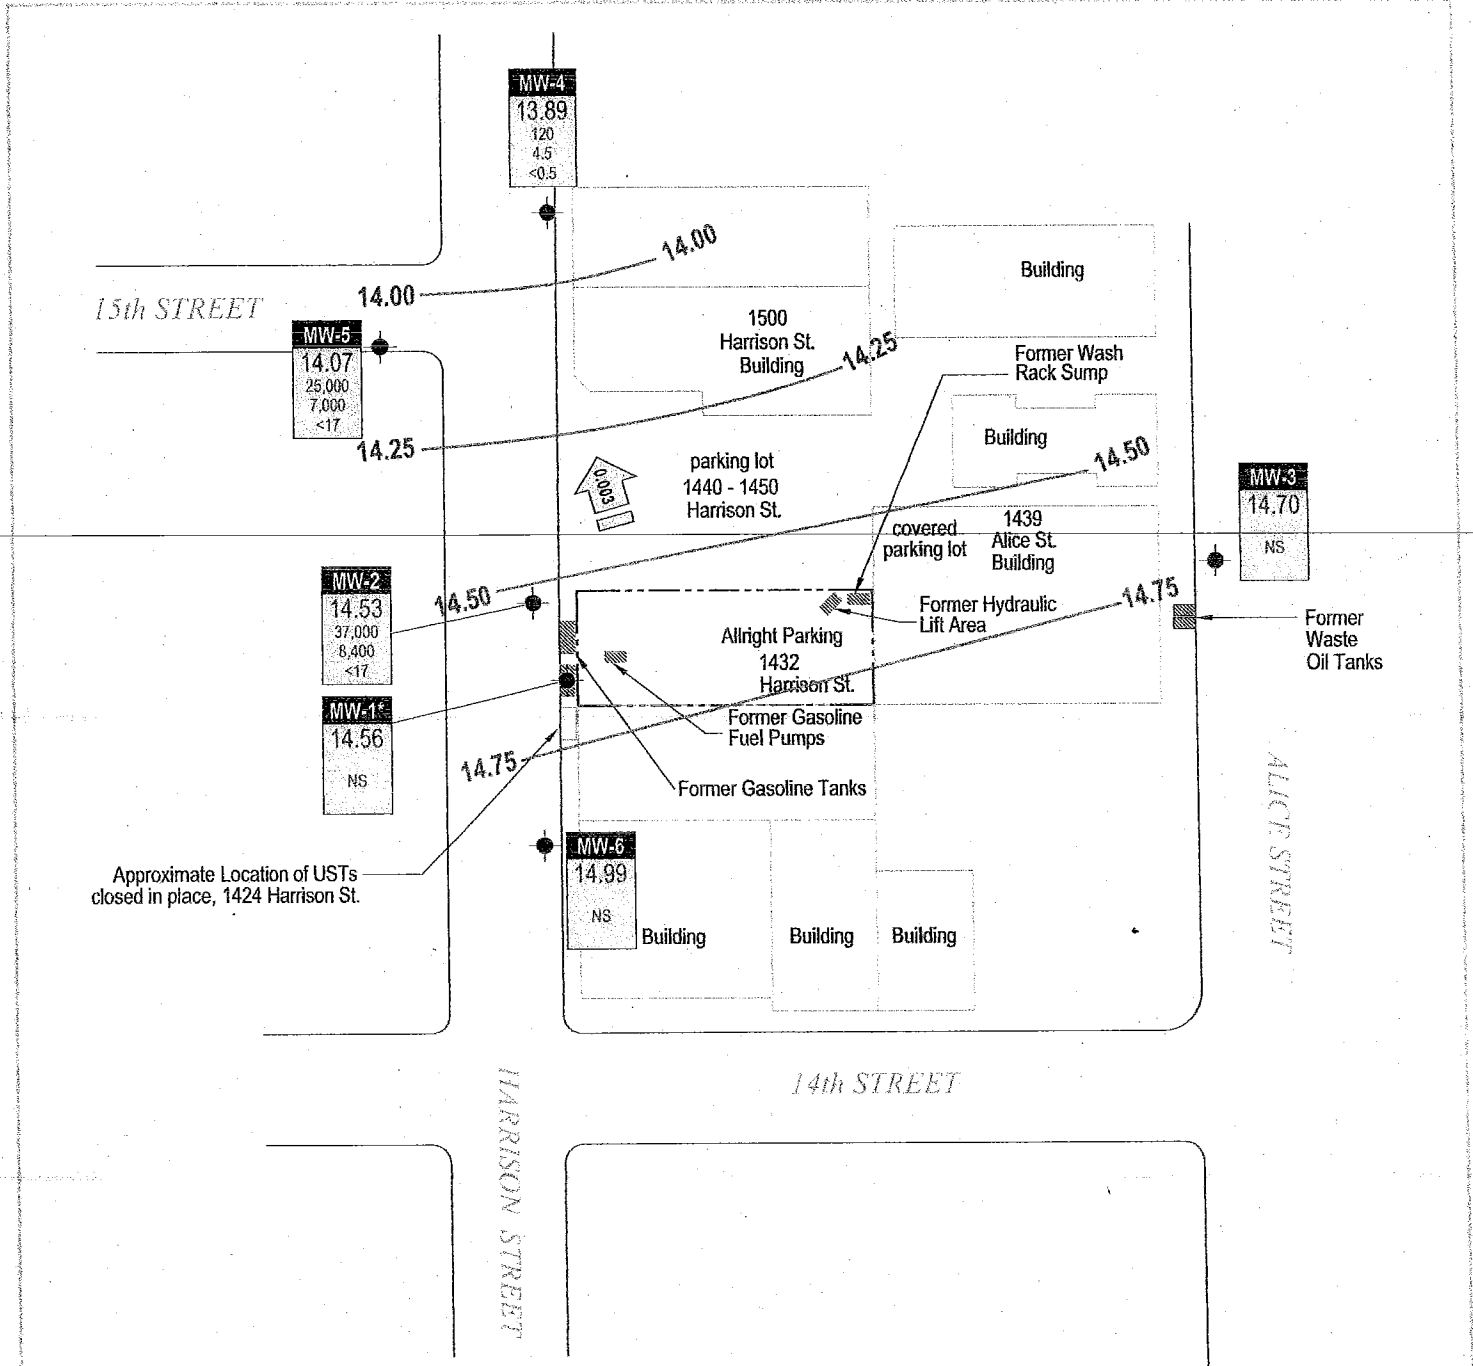 MW-4
13.89
120
4.5
<0.5
14.00
14.00
15th STREET
Building
1500
Harrison St.
Building
14.25
MW-5
14.07
25,000
7,000
<17
14.25
Former Wash
Rack Sump
Building
14.50
0.003
parking lot
1440 - 1450
Harrison St.
MW-3
14.70
NS
covered
parking lot
1439
Alice St.
Building
MW-2
14.53
37,000
8,400
<17
14.50
14.75
Former Hydraulic
Lift Area
Former
Waste
Oil Tanks
Allright Parking
1432
Harrison St.
MW-1*
14.56
NS
Former Gasoline
Fuel Pumps
14.75
Former Gasoline Tanks
ALICE STREET
MW-6
14.99
NS
Approximate Location of USTs
closed in place, 1424 Harrison St.
Building
Building
Building
14th STREET
HARRISON STREET